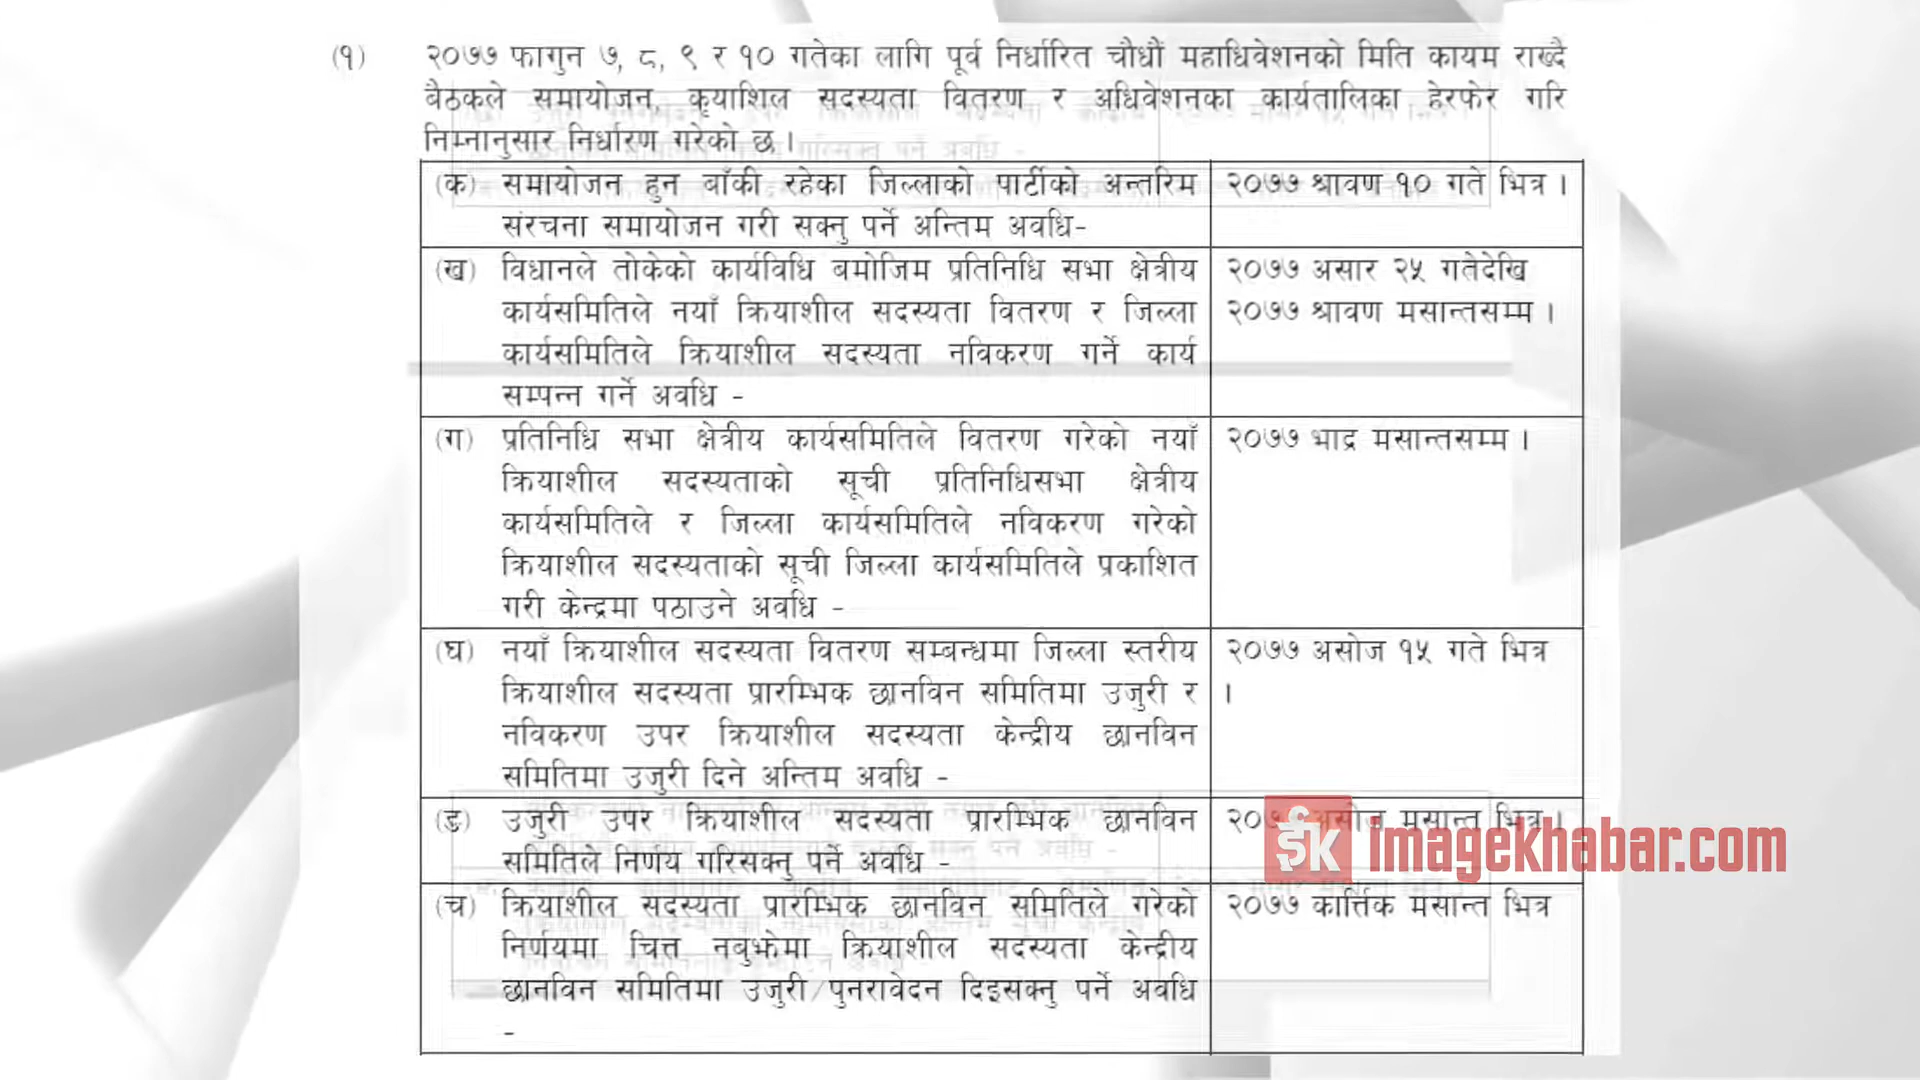 (१) २०७७ फागुन ७, ८, ९ र १० गतेका लागि पूर्व निर्धारित चौधौं महाधिवेशनको मिति कायम राख्दै
बैठकले समायोजन, कृयाशिल सदस्यता वितरण र अधिवेशनका कार्यतालिका हेरफेर गरि
निम्नानुसार निर्धारण गरेको छ ।
(क) समायोजन हुन बाँकी रहेका जिल्लाको पार्टीको अन्तरिम २०७७ श्रावण १० गते भित्र ।
संरचना समायोजन गरी सक्नु पर्ने अन्तिम अवधि-
(ख) विधानले तोकेको कार्यविधि बमोजिम प्रतिनिधि सभा क्षेत्रीय २०७७ असार २५ गतेदेखि
कार्यसमितिले नयाँ क्रियाशील सदस्यता वितरण र जिल्ला २०७७ श्रावण मसान्तसम्म ।
कार्यसमितिले क्रियाशील सदस्यता नविकरण गर्ने कार्य
सम्पन्न गर्ने अवधि -
(ग) प्रतिनिधि सभा क्षेत्रीय कार्यसमितिले वितरण गरेको नयाँ २०७७ भाद्र मसान्तसम्म ।
क्रियाशील सदस्यताको सूची प्रतिनिधिसभा क्षेत्रीय
कार्यसमितिले र जिल्ला कार्यसमितिले नविकरण गरेको
क्रियाशील सदस्यताको सूची जिल्ला कार्यसमितिले प्रकाशित
गरी केन्द्रमा पठाउने अवधि -
(घ) नयाँ क्रियाशील सदस्यता वितरण सम्बन्धमा जिल्ला स्तरीय २०७७ असोज १५ गते भित्र
क्रियाशील सदस्यता प्रारम्भिक छानविन समितिमा उजुरी र ।
नविकरण उपर क्रियाशील सदस्यता केन्द्रीय छानविन
समितिमा उजुरी दिने अन्तिम अवधि -
(ङ) उजुरी उपर क्रियाशील सदस्यता प्रारम्भिक छानविन असोज मसान्त भित्र ।
समितिले निर्णय गरिसक्नु पर्ने अवधि -
ईk imagekhabar.com
(च) क्रियाशील सदस्यता प्रारम्भिक छानविन समितिले गरेको २०७७ कार्त्तिक मसान्त भित्र
निर्णयमा चित्त नबुझेमा क्रियाशील सदस्यता केन्द्रीय
छानविन समितिमा उजुरी/पुनरावेदन दिइसक्नु पर्ने अवधि
-